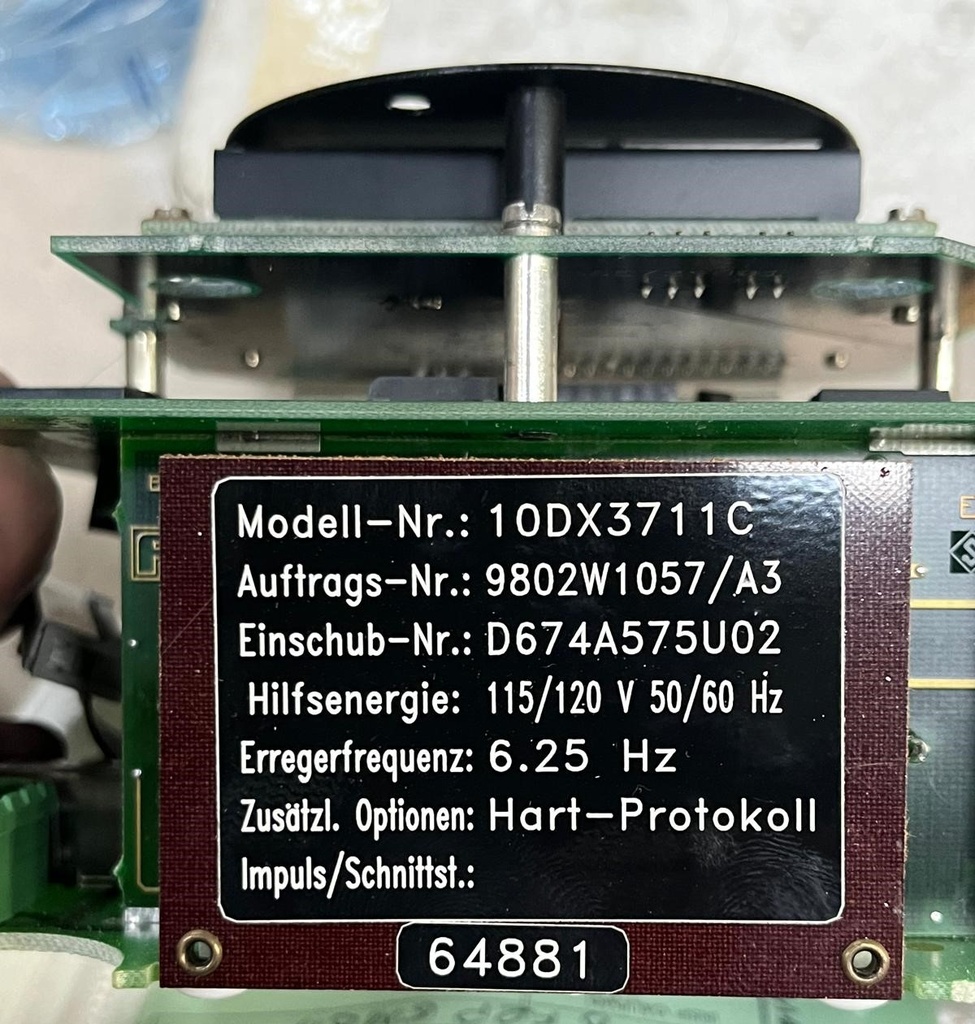 Modell-Nr.: 10DX3711C
Auftrags-Nr.: 9802W1057/A3
Einschub-Nr.: D674A575U02
Hilfsenergie: 115/120 V 50/60 Hz
Erregerfrequenz: 6.25 Hz
Zusätzl. Optionen: Hart-Protokoll
Impuls/Schnittst.:
64881